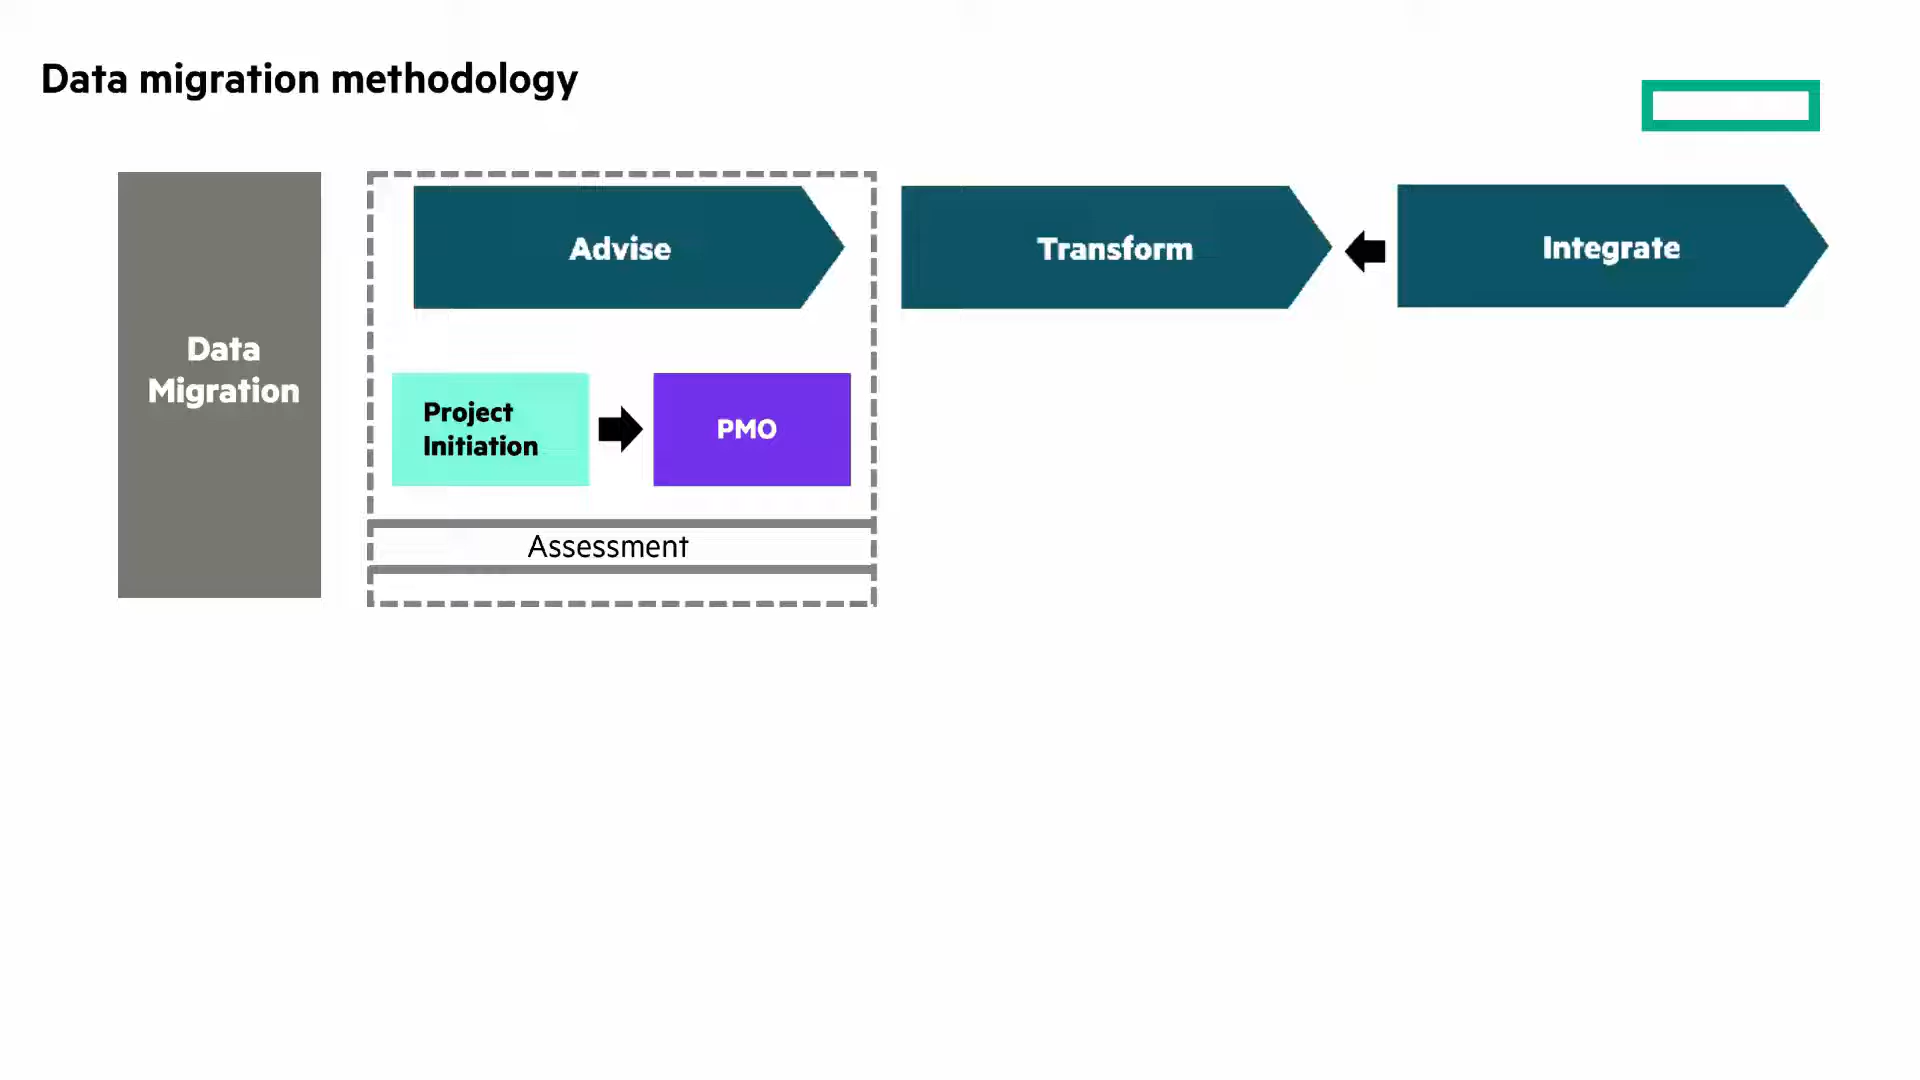 Data migration methodology
Data
Migration
Advise
Transform
Integrate
Project
Initiation
PMO
Assessment